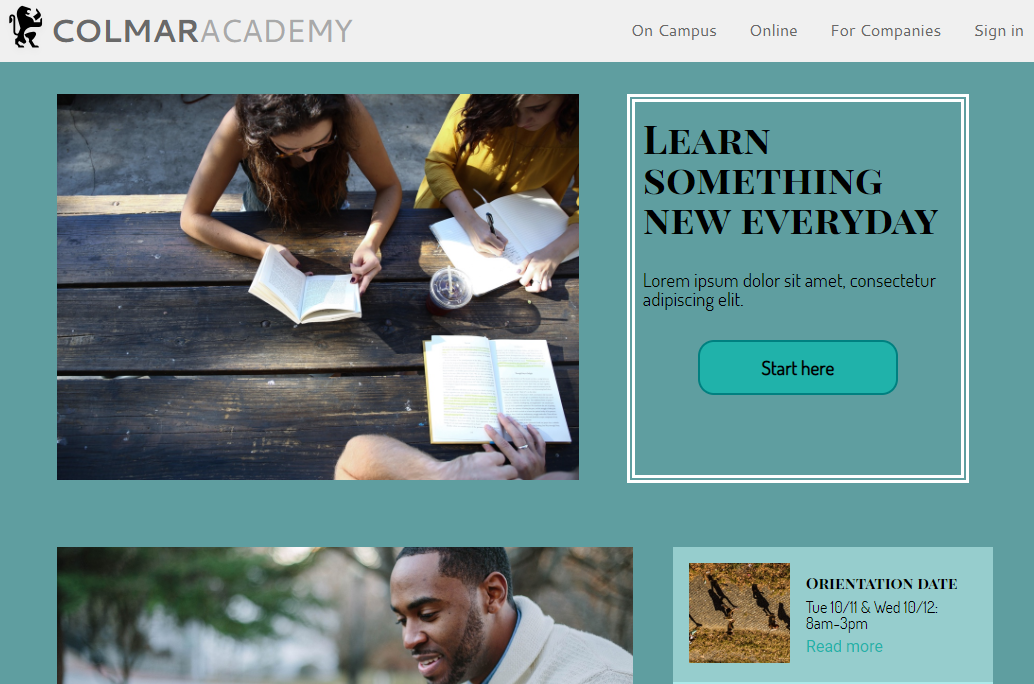 COLMARACADEMY
On Campus Online For Companies Sign in
Learn
something
new everyday
Lorem ipsum dolor sit amet, consectetur
adipiscing elit.
Start here
Orientation date
Tue 10/11 & Wed 10/12:
8am-3pm
Read more